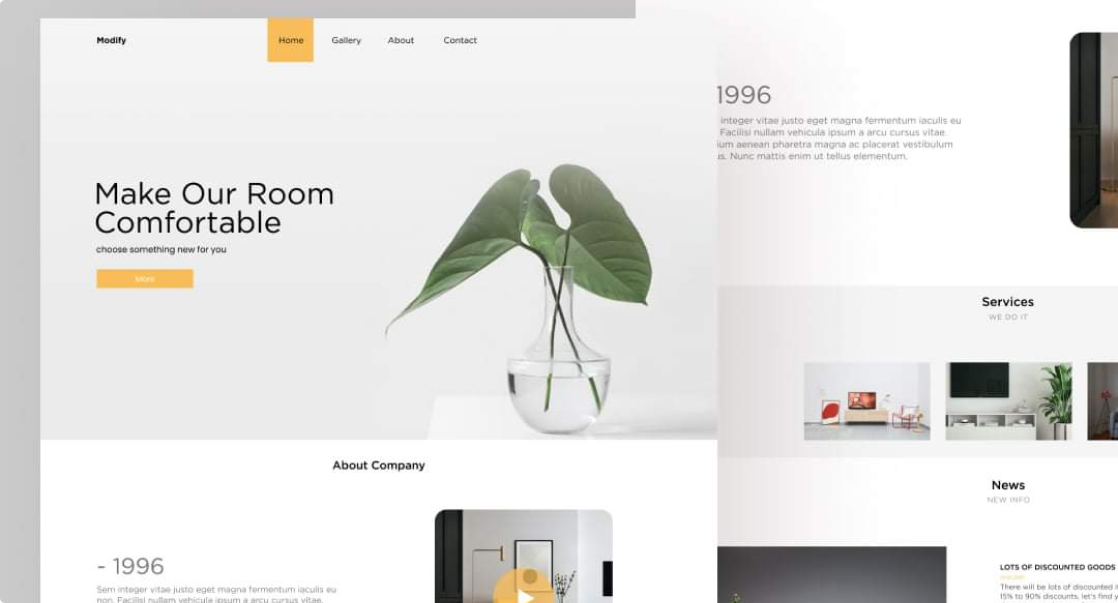 Modify
Home
Gallery
About
Contact
Make Our Room
Comfortable
choose something new for you
More
About Company
- 1996
Sem integer vitae justo eget magna fermentum iaculis eu
non. Facilisi nullam vehicula ipsum a arcu cursus vitae.
1996
integer vitae justo eget magna fermentum iaculis eu
Facilisi nullam vehicula ipsum a arcu cursus vitae.
ium aenean pharetra magna ac placerat vestibulum
us. Nunc mattis enim ut tellus elementum.
Services
WE DO IT
News
NEW INFO
LOTS OF DISCOUNTED GOODS
There will be lots of discounted
15% to 90% discounts, let's find